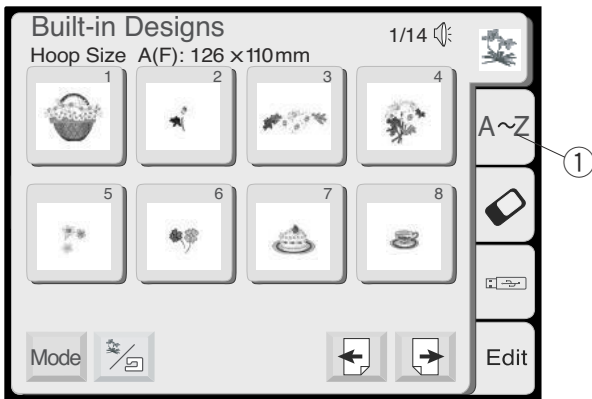 Built-in Designs
1/14
Hoop Size A(F): 126 ×110mm
1 2 3 4
A~Z
①
5 6 7 8
Mode
Edit